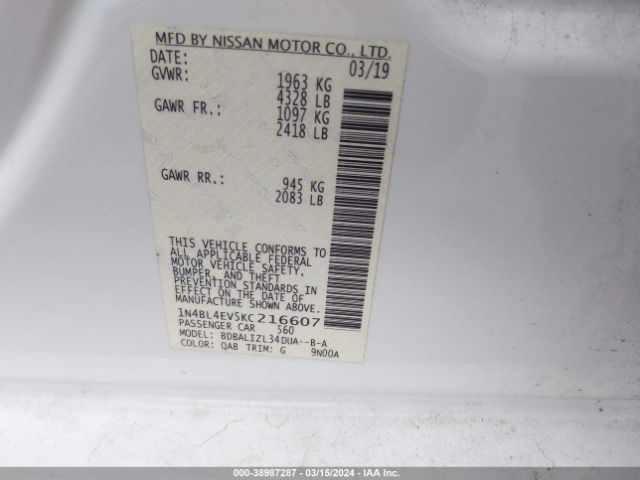 MFD BY NISSAN MOTOR CO., LTD.
DATE: 03/19
GVWR: 1963 KG
4328 LB
GAWR FR.: 1097 KG
2418 LB
GAWR RR.: 945 KG
2083 LB
THIS VEHICLE CONFORMS TO
ALL APPLICABLE FEDERAL
MOTOR VEHICLE SAFETY,
BUMPER, AND THEFT
PREVENTION STANDARDS IN
EFFECT ON THE DATE OF
MANUFACTURE SHOWN ABOVE.
1N4BL4EV5KC216607
PASSENGER CAR 560
MODEL: BDBALIZL34DUA--B-A
COLOR: QAB TRIM: G 9N00A
000-38987287 - 03/15/2024 - IAA Inc.